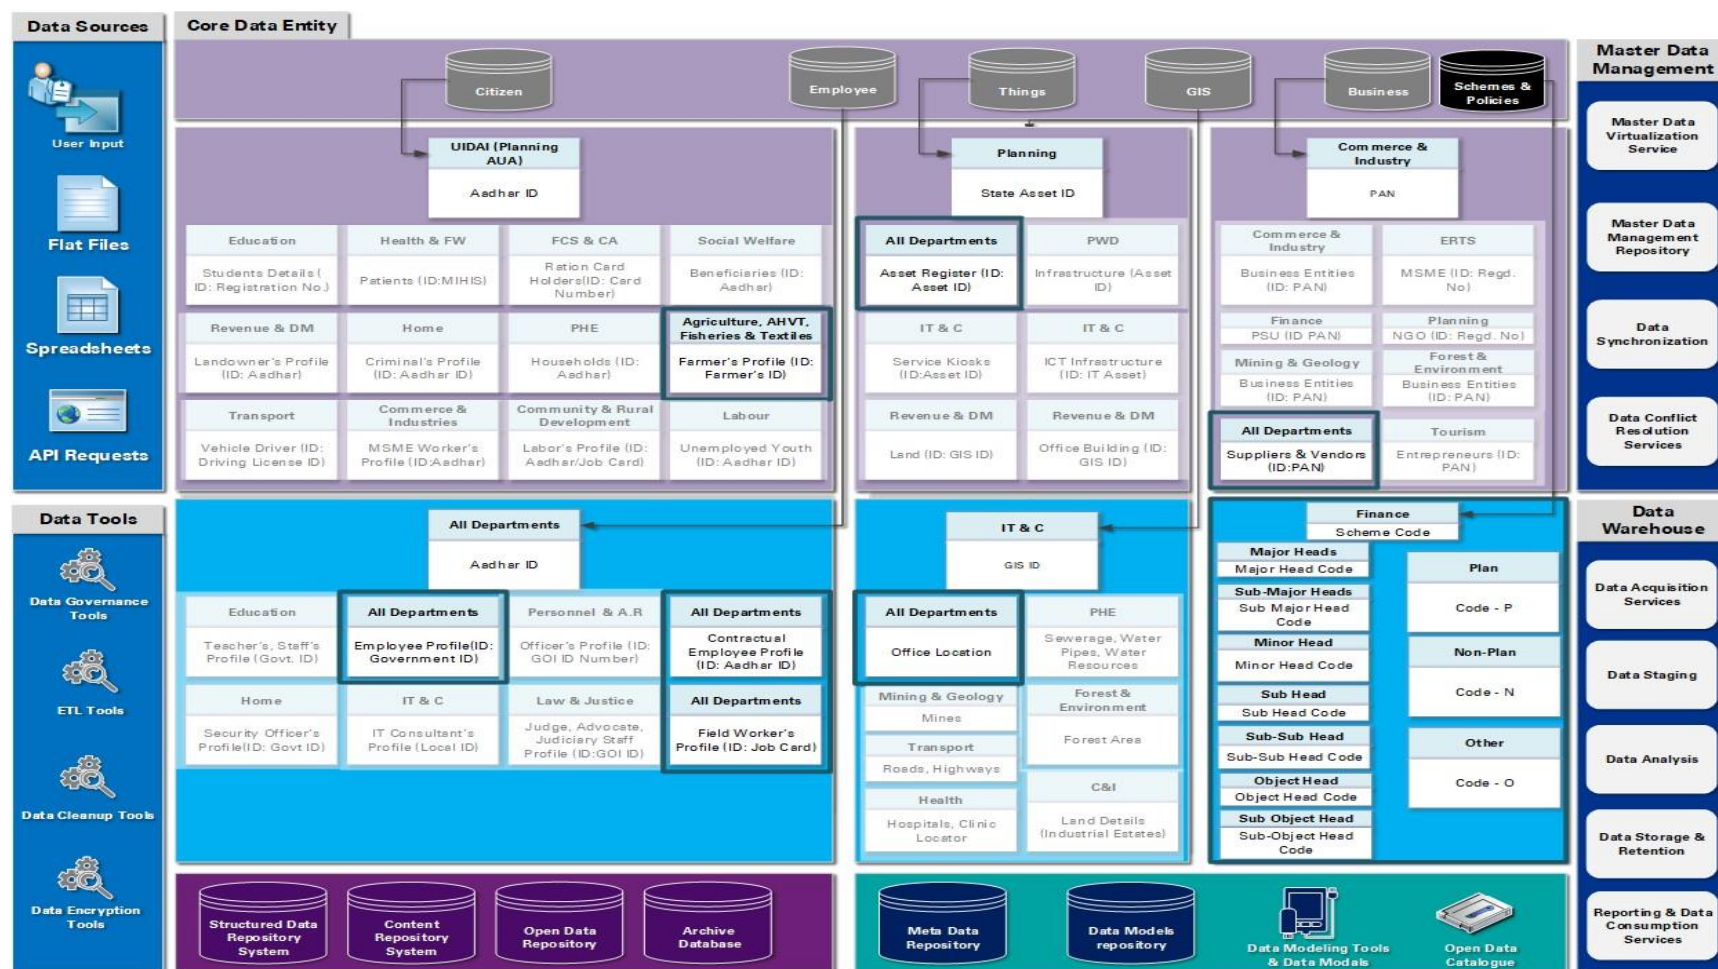 Data Sources
User Input
Flat Files
Spreadsheets
API Requests
Data Tools
Data Governance
Tools
ETL Tools
Data Cleanup Tools
Data Encryption
Tools
Core Data Entity
Citizen
Employee
Things
GIS
Business
Schemes &
Policies
UIDAI (Planning
AUA)
Aadhar ID
Education
Students Details (
ID: Registration No.)
Health & FW
Patients (ID:MIHIS)
FCS & CA
Ration Card
Holders(ID: Card
Number)
Social Welfare
Beneficiaries (ID:
Aadhar)
Revenue & DM
Landowner's Profile
(ID: Aadhar)
Home
Criminal's Profile
(ID: Aadhar ID)
PHE
Households (ID:
Aadhar)
Agriculture, AHVT,
Fisheries & Textiles
Farmer's Profile (ID:
Farmer's ID)
Transport
Vehicle Driver (ID:
Driving License ID)
Commerce &
Industries
MSME Worker's
Profile (ID:Aadhar)
Community & Rural
Development
Labor's Profile (ID:
Aadhar/Job Card)
Labour
Unemployed Youth
(ID: Aadhar ID)
Planning
State Asset ID
All Departments
Asset Register (ID:
Asset ID)
PWD
Infrastructure (Asset
ID)
IT & C
Service Kiosks
(ID:Asset ID)
IT & C
ICT Infrastructure
(ID: IT Asset)
Revenue & DM
Land (ID: GIS ID)
Revenue & DM
Office Building (ID:
GIS ID)
Commerce &
Industry
PAN
Commerce &
Industry
Business Entities
(ID: PAN)
ERTS
MSME (ID: Regd.
No)
Finance
PSU (ID PAN)
Planning
NGO (ID: Regd. No)
Mining & Geology
Business Entities
(ID: PAN)
Forest &
Environment
Business Entities
(ID: PAN)
All Departments
Suppliers & Vendors
(ID:PAN)
Tourism
Entrepreneurs (ID:
PAN)
All Departments
Aadhar ID
Education
Teacher's, Staff's
Profile (Govt. ID)
All Departments
Employee Profile(ID:
Government ID)
Personnel & A.R
Officer's Profile (ID:
GOI ID Number)
All Departments
Contractual
Employee Profile
(ID: Aadhar ID)
Home
Security Officer's
Profile(ID: Govt ID)
IT & C
IT Consultant's
Profile (Local ID)
Law & Justice
Judge, Advocate,
Judiciary Staff
Profile (ID:GOI ID)
All Departments
Field Worker's
Profile (ID: Job Card)
IT & C
GIS ID
All Departments
Office Location
PHE
Sewerage, Water
Pipes, Water
Resources
Mining & Geology
Mines
Forest &
Environment
Forest Area
Transport
Roads, Highways
Health
Hospitals, Clinic
Locator
C&I
Land Details
(Industrial Estates)
Finance
Scheme Code
Major Heads
Major Head Code
Sub-Major Heads
Sub Major Head
Code
Minor Head
Minor Head Code
Sub Head
Sub Head Code
Sub-Sub Head
Sub-Sub Head Code
Object Head
Object Head Code
Sub Object Head
Sub-Object Head
Code
Plan
Code - P
Non-Plan
Code - N
Other
Code - O
Structured Data
Repository
System
Content
Repository
System
Open Data
Repository
Archive
Database
Meta Data
Repository
Data Models
repository
Data Modeling Tools
& Data Modals
Open Data
Catalogue
Master Data
Management
Master Data
Virtualization
Service
Master Data
Management
Repository
Data
Synchronization
Data Conflict
Resolution
Services
Data
Warehouse
Data Acquisition
Services
Data Staging
Data Analysis
Data Storage &
Retention
Reporting & Data
Consumption
Services